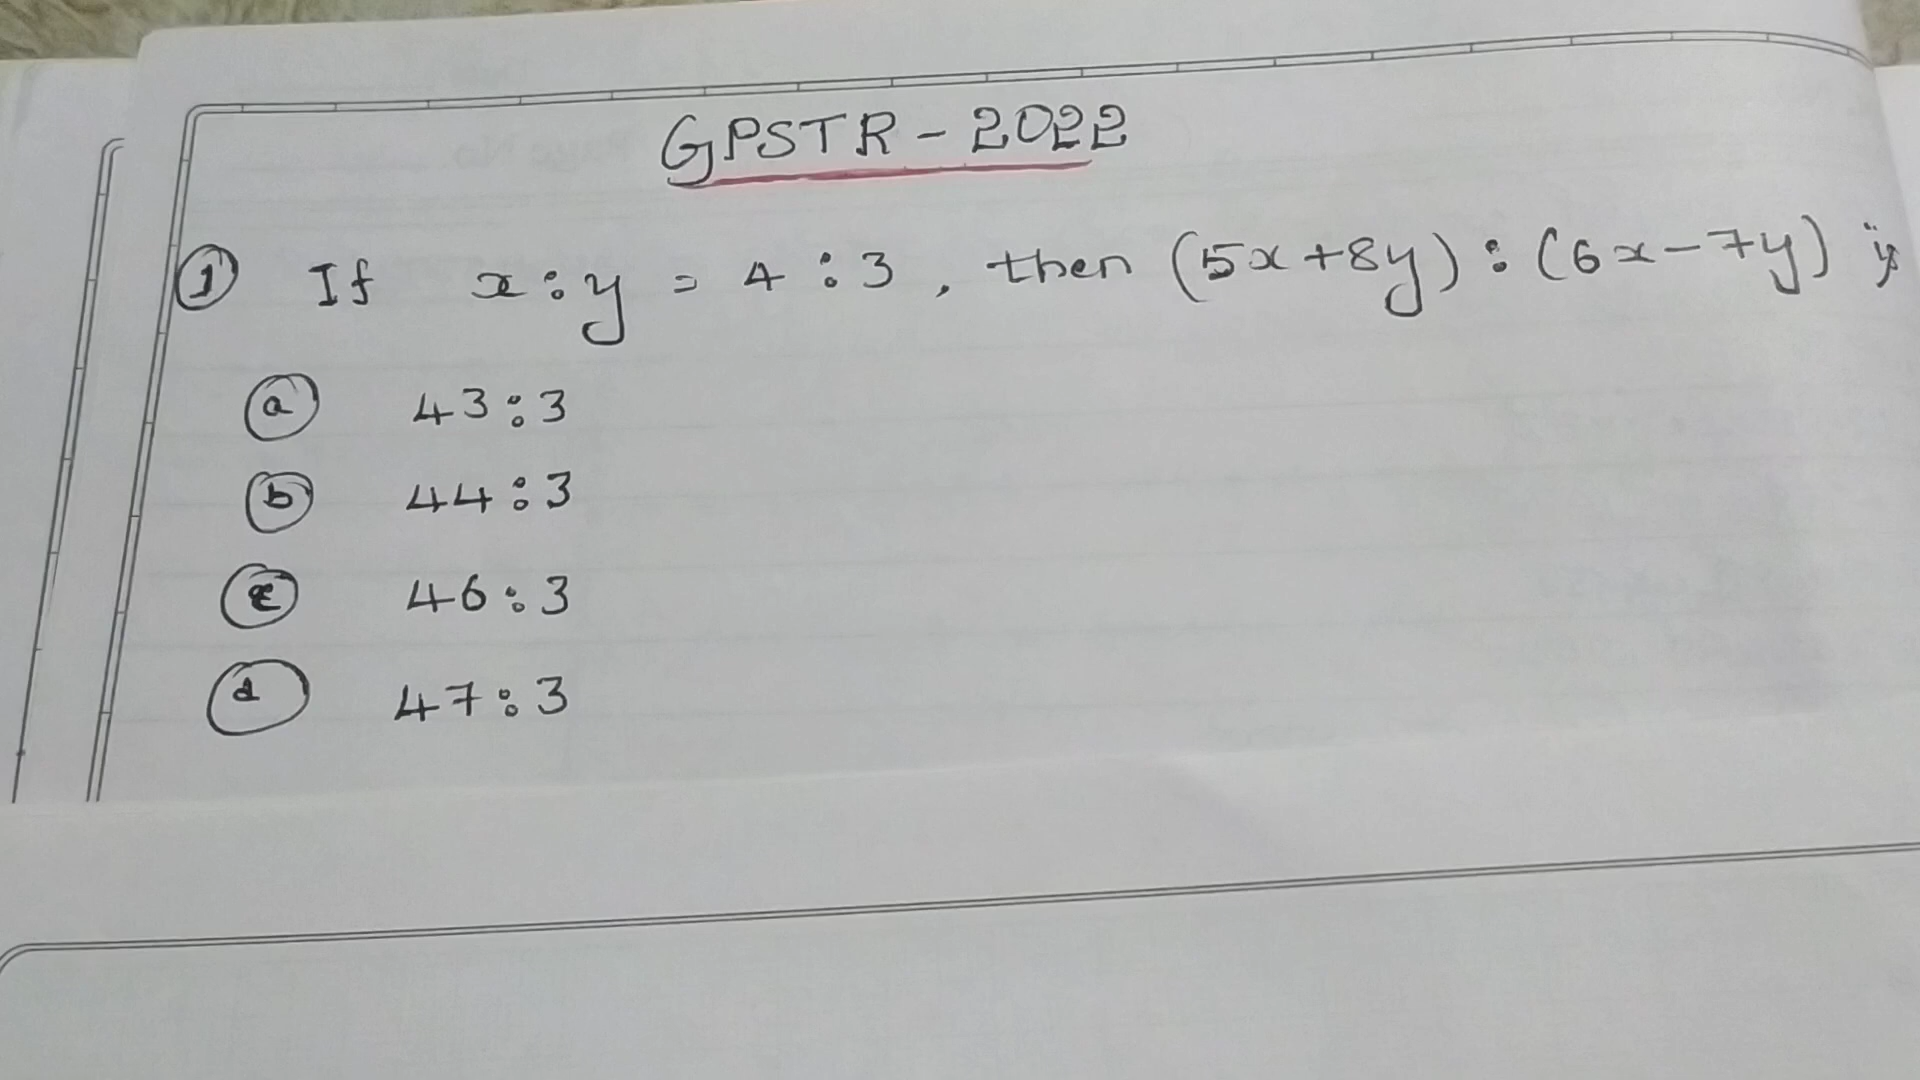 GPSTR - 2022
① If x:y = 4:3, then (5x+8y):(6x-7y) is
ⓐ 43:3
ⓑ 44:3
ⓒ 46:3
ⓓ 47:3